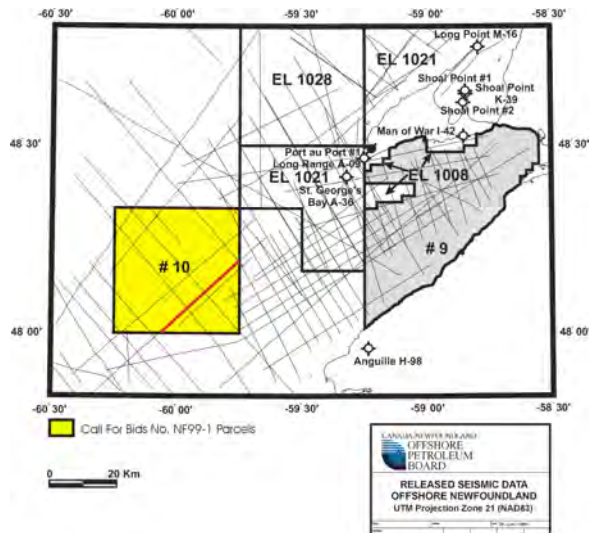 -60 30'
-60 00'
-59 30'
-59 00'
-58 30'
Long Point M-16
EL 1028
EL 1021
Shoal Point #1
Shoal Point
K-39
Shoal Point #2
Man of War I-42
48 30'
48 30'
Port au Port #1
Long Range A-09
EL 1021
EL 1008
St. George's
Bay A-36
# 9
# 10
48 00'
48 00'
Anguille H-98
-60 30'
-60 00'
-59 30'
-59 00'
-58 30'
Call For Bids No. NF99-1 Parcels
0
20 Km
CANADA-NEWFOUNDLAND
OFFSHORE
PETROLEUM
BOARD
RELEASED SEISMIC DATA
OFFSHORE NEWFOUNDLAND
UTM Projection Zone 21 (NAD83)